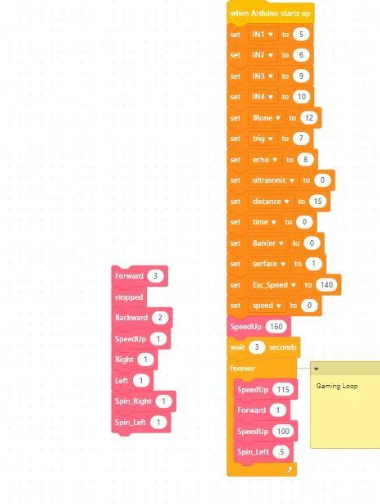 when Arduino starts up
set IN1 to 5
set IN2 to 6
set IN3 to 9
set IN4 to 10
set IRone to 12
set trig to 7
set echo to 8
set ultrasonic to 0
set distance to 15
set time to 0
set Barrier to 0
set surface to 1
set Esc_Speed to 140
set speed to 0
SpeedUp 160
wait 3 seconds
forever
SpeedUp 115
Forward 1
SpeedUp 100
Spin_Left .5
Gaming Loop
Forward 3
stopped
Backward 2
SpeedUp 1
Right 1
Left 1
Spin_Right 1
Spin_Left 1